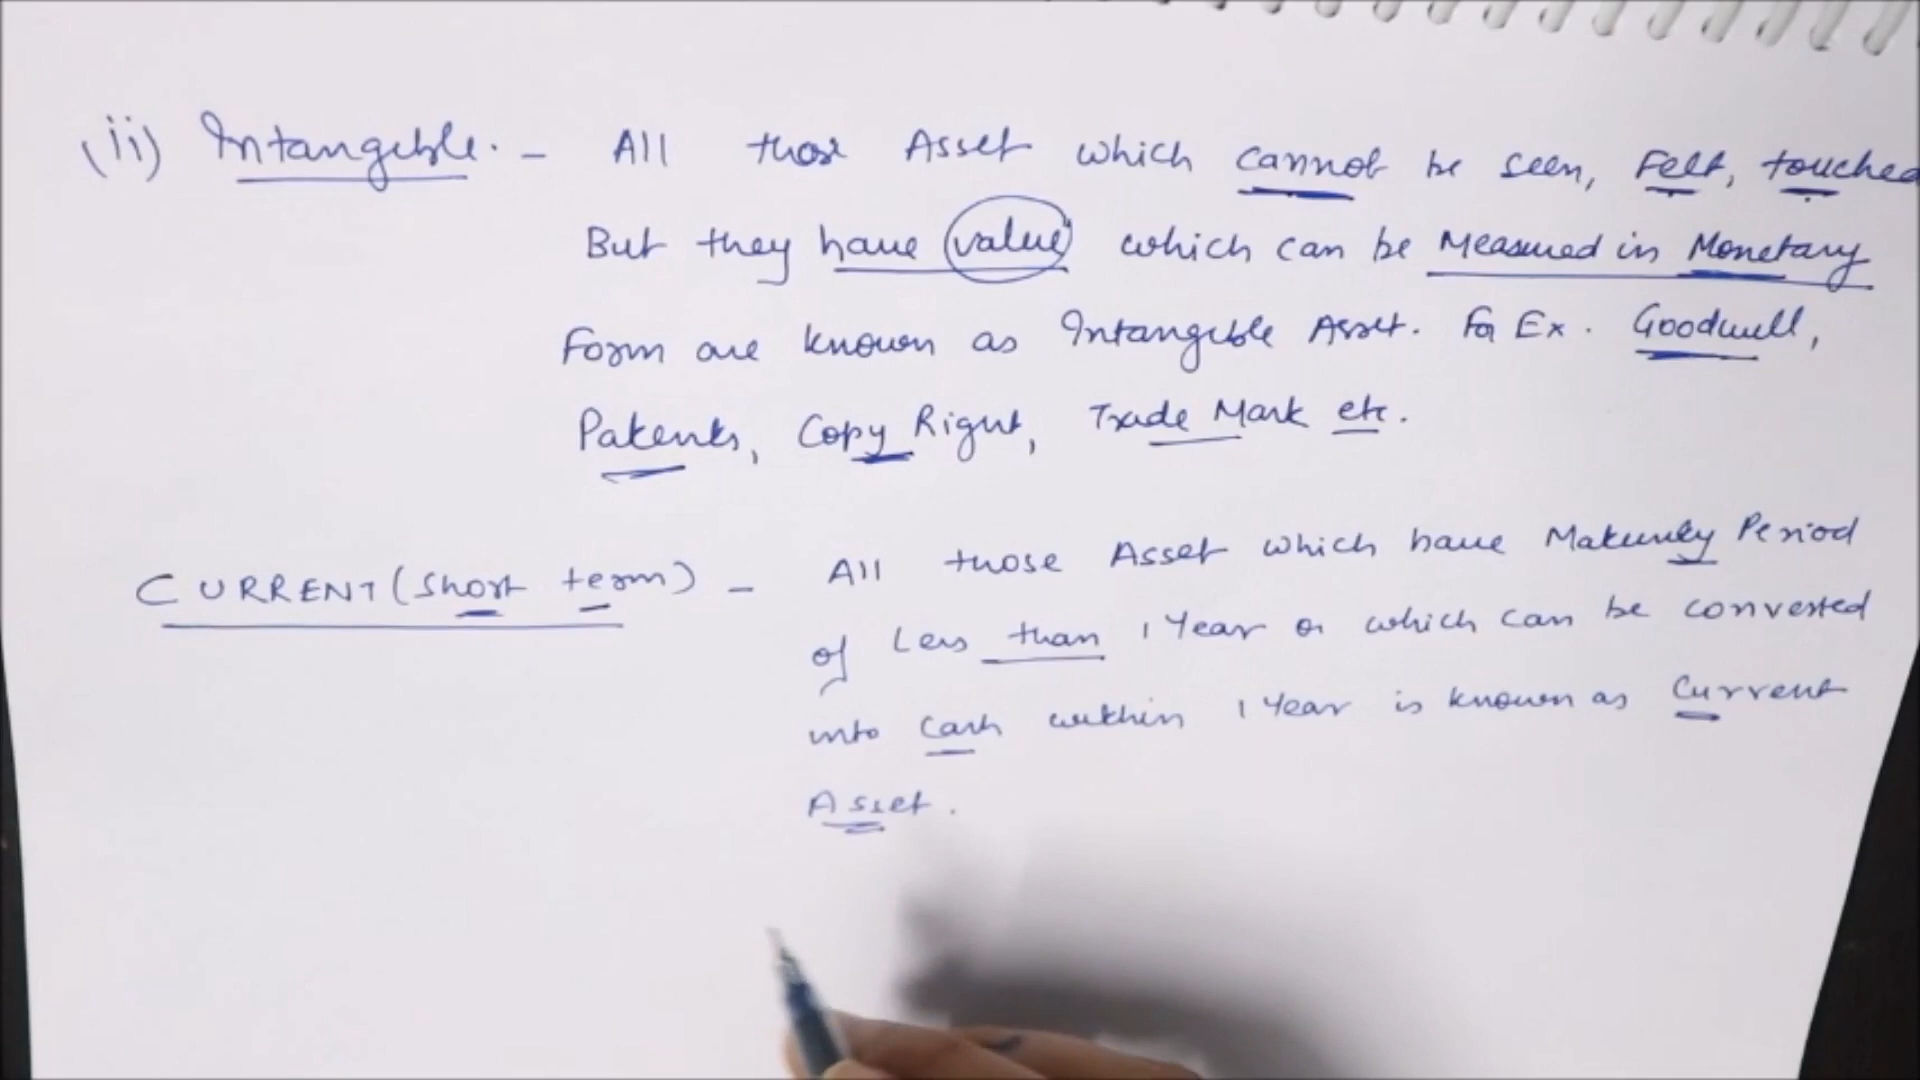 (ii) Intangible. - All those Asset which cannot be seen, Felt, touched
But they have value which can be Measured in Monetary
Form are known as Intangible Asset. For Ex. Goodwill,
Patents, Copy Right, Trade Mark etc.
CURRENT (Short term) - All those Asset which have Maturity Period
of Less than 1 Year or which can be converted
into Cash within 1 Year is known as Current
Asset.